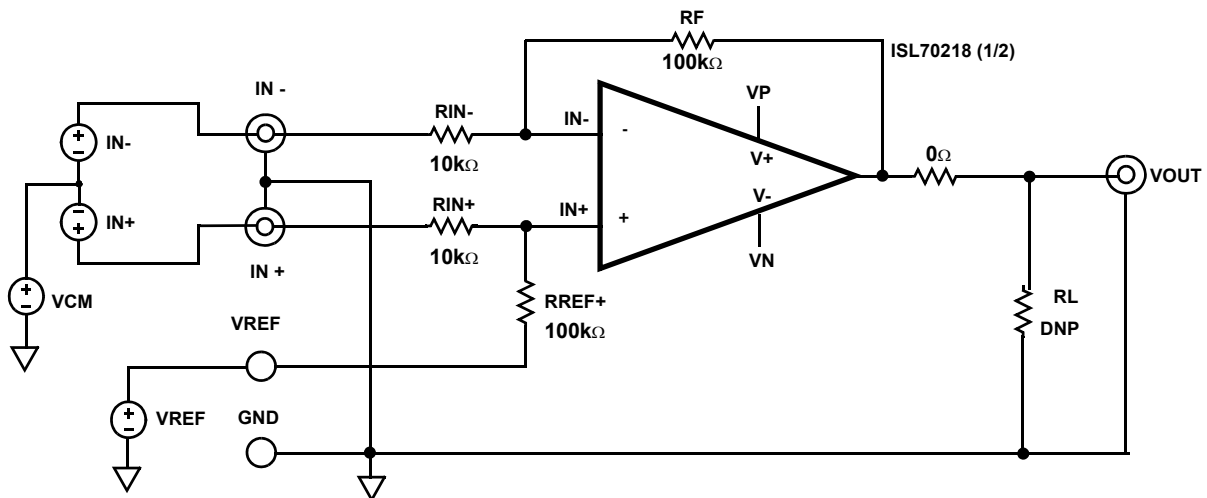 RF
100kΩ
ISL70218 (1/2)
IN -
RIN-
10kΩ
IN-
-
VP
V+
V-
VN
0Ω
VOUT
+
-
IN-
-
+
IN+
IN +
RIN+
10kΩ
IN+
+
RREF+
100kΩ
RL
DNP
+
-
VCM
VREF
+
-
VREF
GND